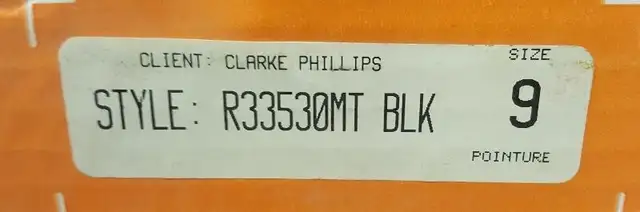 CLIENT: CLARKE PHILLIPS
STYLE: R33530MT BLK
SIZE
9
POINTURE